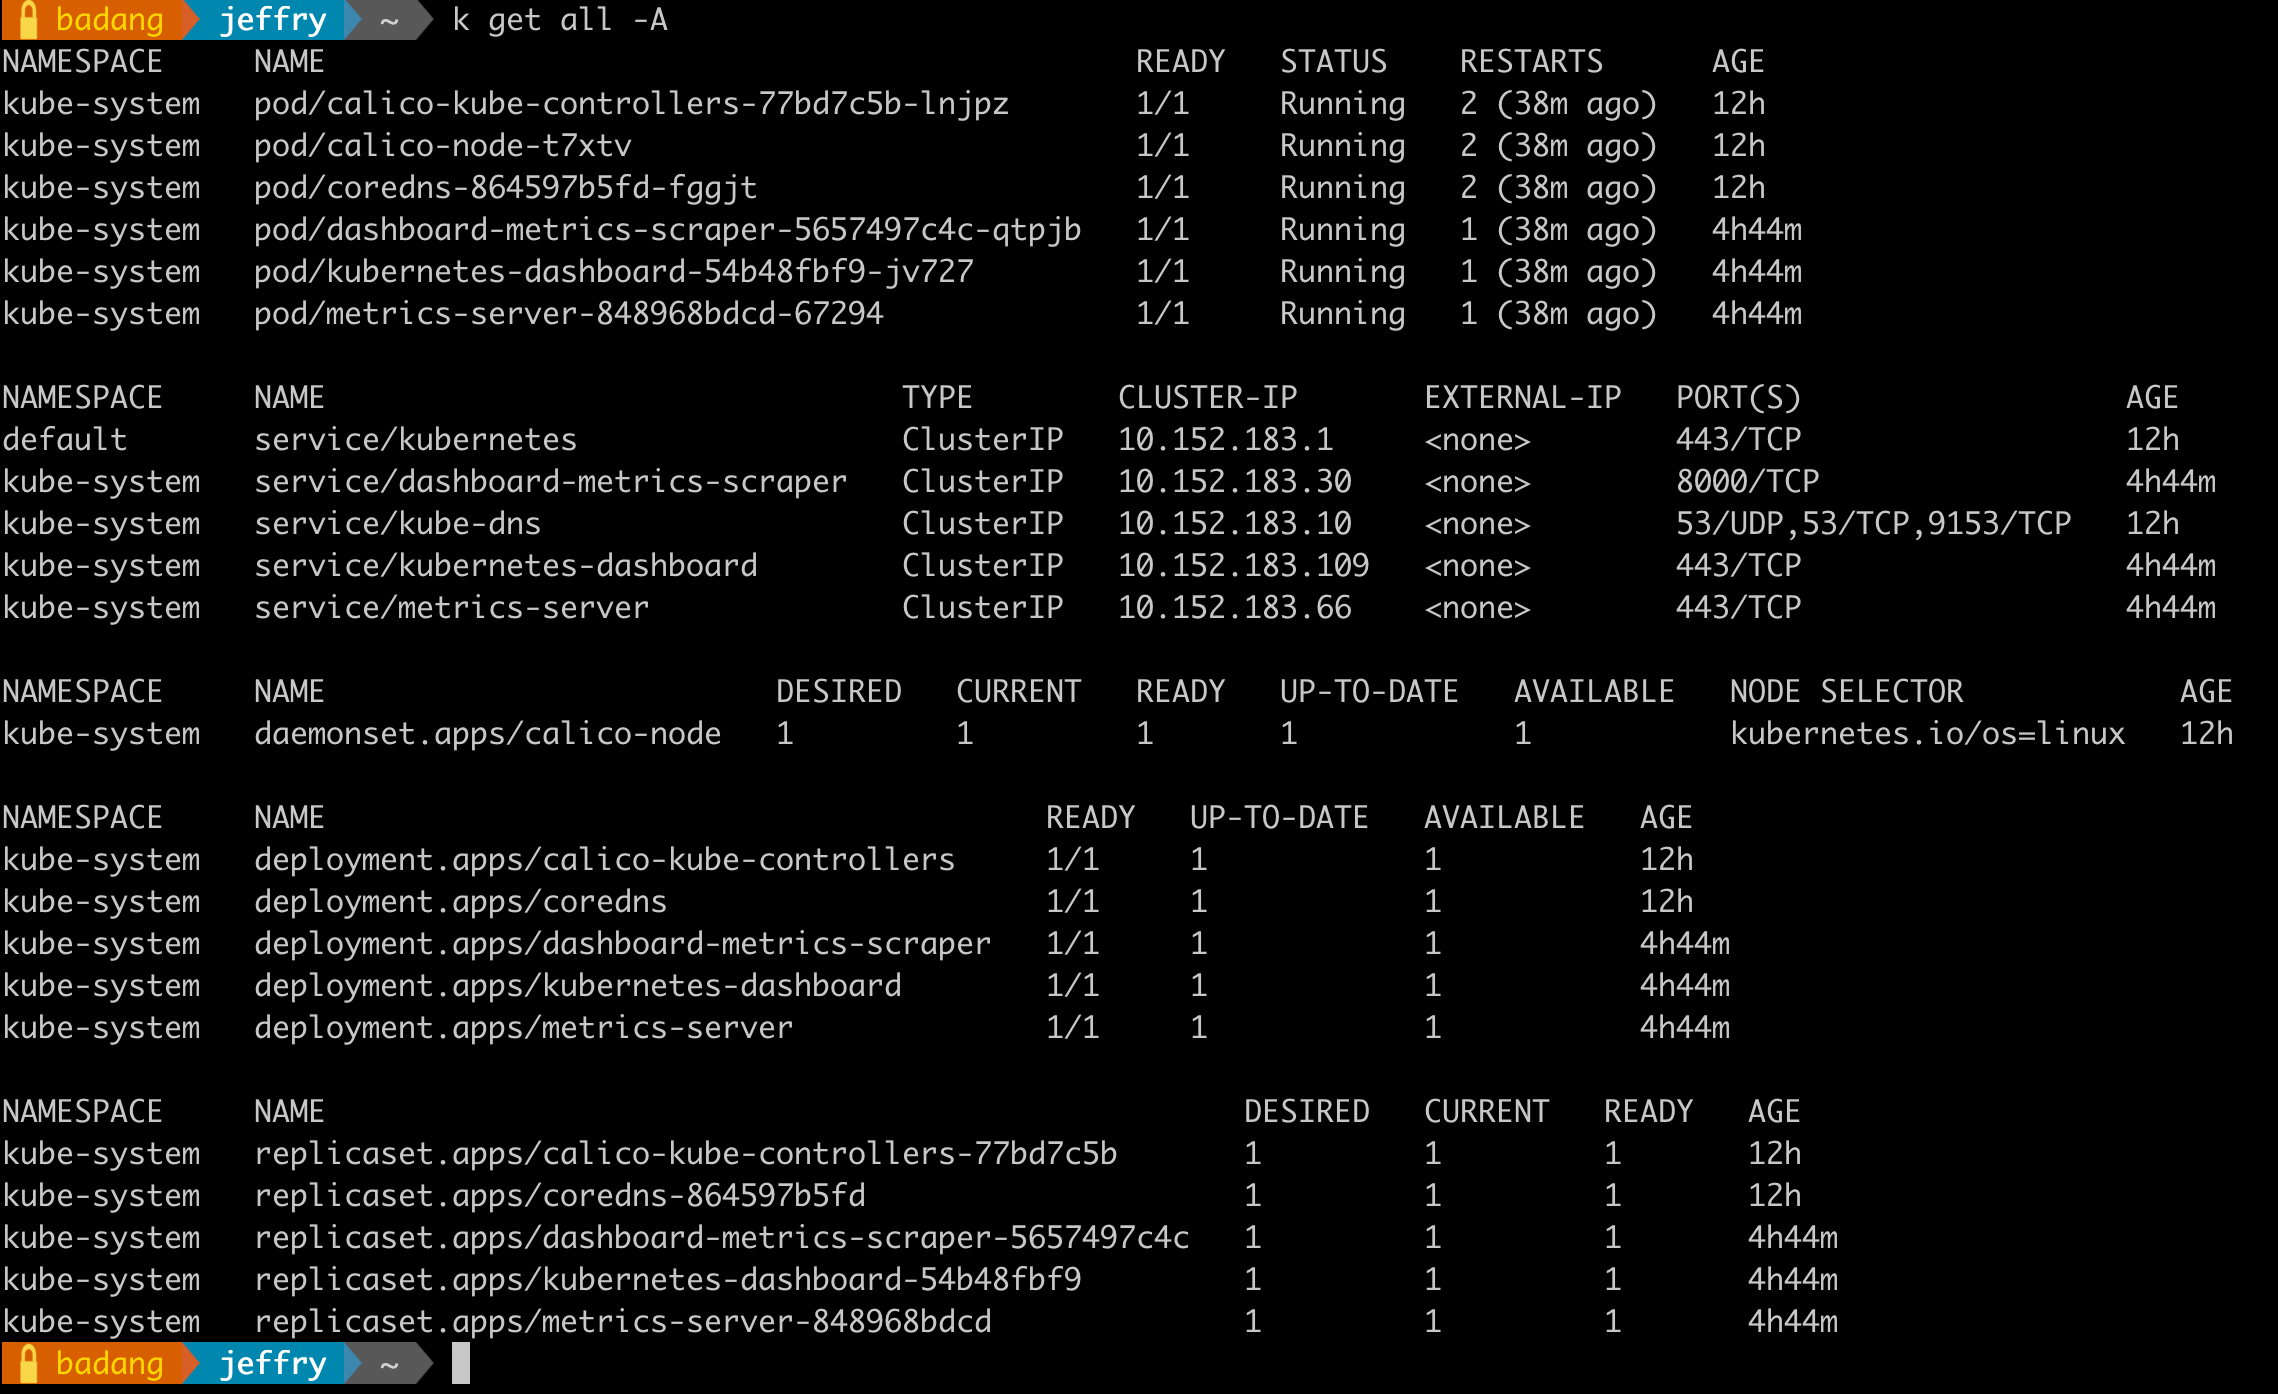 badang jeffry ~ k get all -A
NAMESPACE NAME READY STATUS RESTARTS AGE
kube-system pod/calico-kube-controllers-77bd7c5b-lnjpz 1/1 Running 2 (38m ago) 12h
kube-system pod/calico-node-t7xtv 1/1 Running 2 (38m ago) 12h
kube-system pod/coredns-864597b5fd-fggjt 1/1 Running 2 (38m ago) 12h
kube-system pod/dashboard-metrics-scraper-5657497c4c-qtpjb 1/1 Running 1 (38m ago) 4h44m
kube-system pod/kubernetes-dashboard-54b48fbf9-jv727 1/1 Running 1 (38m ago) 4h44m
kube-system pod/metrics-server-848968bdcd-67294 1/1 Running 1 (38m ago) 4h44m
NAMESPACE NAME TYPE CLUSTER-IP EXTERNAL-IP PORT(S) AGE
default service/kubernetes ClusterIP 10.152.183.1 <none> 443/TCP 12h
kube-system service/dashboard-metrics-scraper ClusterIP 10.152.183.30 <none> 8000/TCP 4h44m
kube-system service/kube-dns ClusterIP 10.152.183.10 <none> 53/UDP,53/TCP,9153/TCP 12h
kube-system service/kubernetes-dashboard ClusterIP 10.152.183.109 <none> 443/TCP 4h44m
kube-system service/metrics-server ClusterIP 10.152.183.66 <none> 443/TCP 4h44m
NAMESPACE NAME DESIRED CURRENT READY UP-TO-DATE AVAILABLE NODE SELECTOR AGE
kube-system daemonset.apps/calico-node 1 1 1 1 1 kubernetes.io/os=linux 12h
NAMESPACE NAME READY UP-TO-DATE AVAILABLE AGE
kube-system deployment.apps/calico-kube-controllers 1/1 1 1 12h
kube-system deployment.apps/coredns 1/1 1 1 12h
kube-system deployment.apps/dashboard-metrics-scraper 1/1 1 1 4h44m
kube-system deployment.apps/kubernetes-dashboard 1/1 1 1 4h44m
kube-system deployment.apps/metrics-server 1/1 1 1 4h44m
NAMESPACE NAME DESIRED CURRENT READY AGE
kube-system replicaset.apps/calico-kube-controllers-77bd7c5b 1 1 1 12h
kube-system replicaset.apps/coredns-864597b5fd 1 1 1 12h
kube-system replicaset.apps/dashboard-metrics-scraper-5657497c4c 1 1 1 4h44m
kube-system replicaset.apps/kubernetes-dashboard-54b48fbf9 1 1 1 4h44m
kube-system replicaset.apps/metrics-server-848968bdcd 1 1 1 4h44m
badang jeffry ~